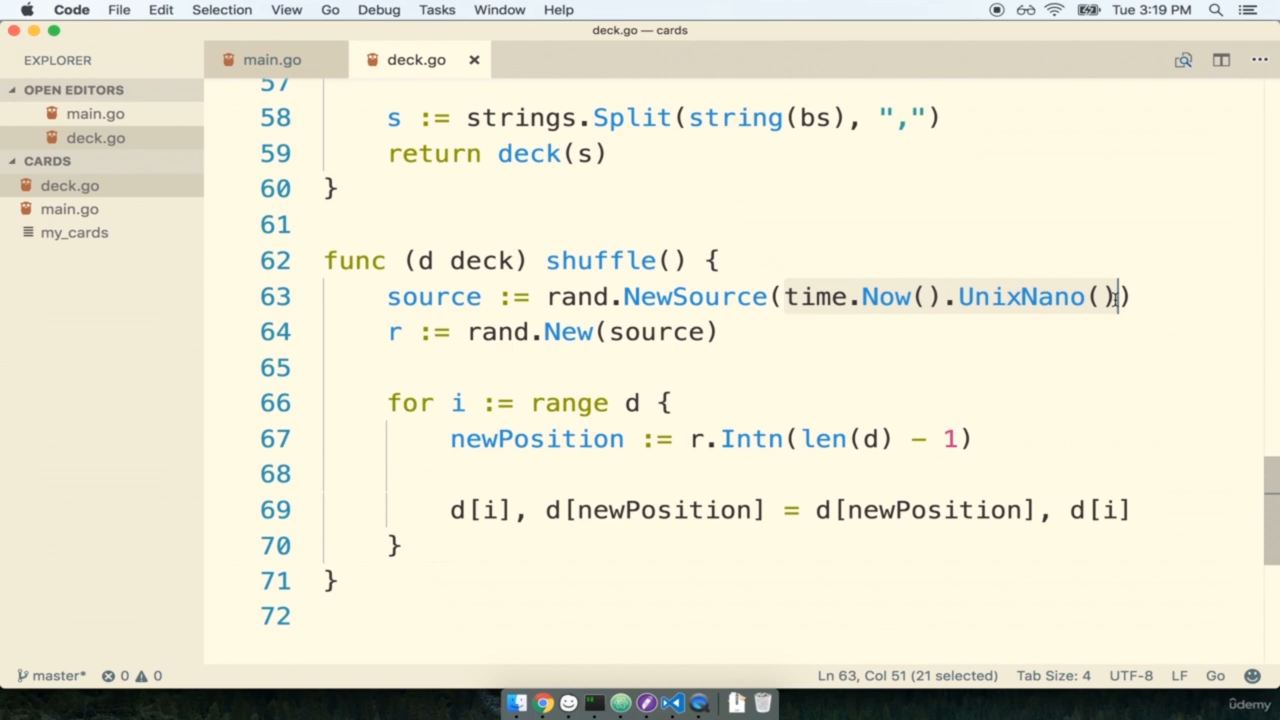 Code File Edit Selection View Go Debug Tasks Window Help Tue 3:19 PM
deck.go — cards
EXPLORER
main.go deck.go
OPEN EDITORS
main.go
deck.go
CARDS
deck.go
main.go
my_cards
57
58 s := strings.Split(string(bs), ",")
59 return deck(s)
60 }
61
62 func (d deck) shuffle() {
63 source := rand.NewSource(time.Now().UnixNano())
64 r := rand.New(source)
65
66 for i := range d {
67 newPosition := r.Intn(len(d) - 1)
68
69 d[i], d[newPosition] = d[newPosition], d[i]
70 }
71 }
72
master* 0 0 Ln 63, Col 51 (21 selected) Tab Size: 4 UTF-8 LF Go
ûdemy